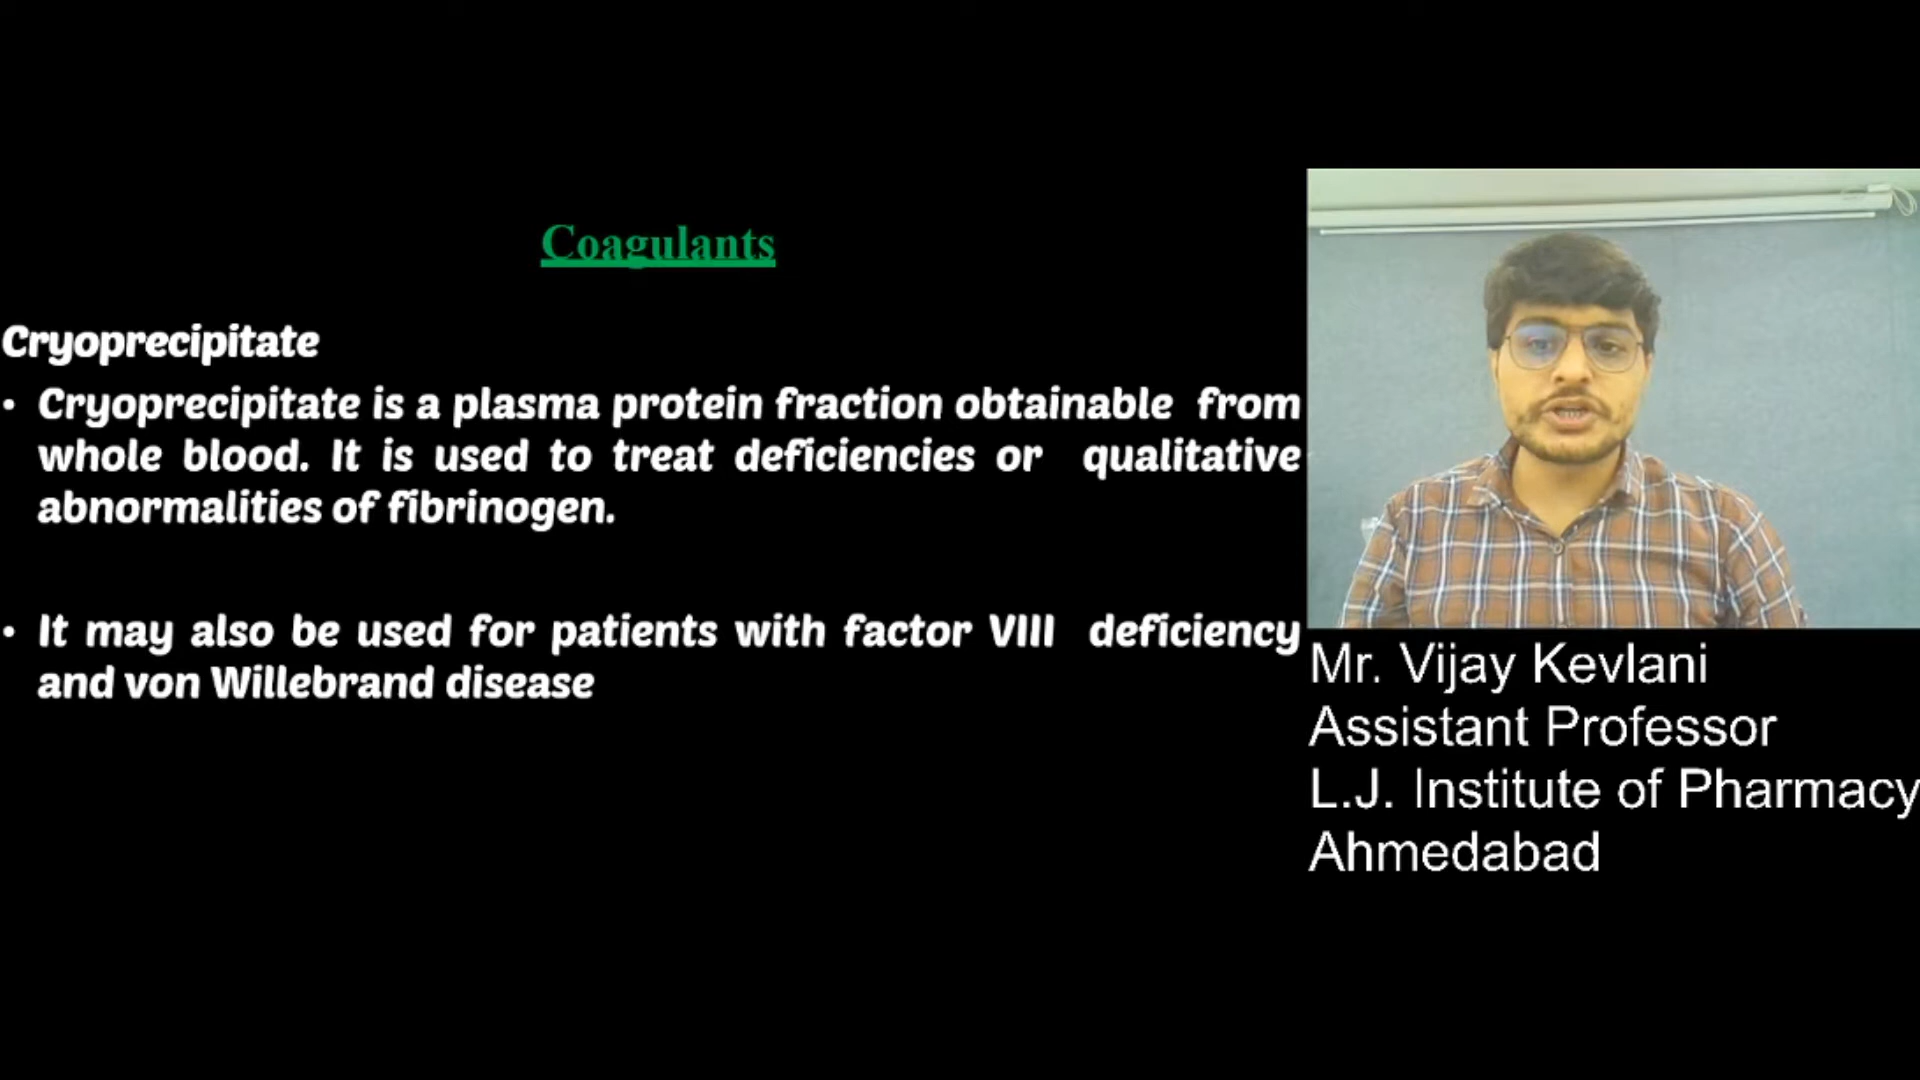 Coagulants
Cryoprecipitate
• Cryoprecipitate is a plasma protein fraction obtainable from
whole blood. It is used to treat deficiencies or qualitative
abnormalities of fibrinogen.
• It may also be used for patients with factor VIII deficiency
and von Willebrand disease
Mr. Vijay Kevlani
Assistant Professor
L.J. Institute of Pharmacy
Ahmedabad